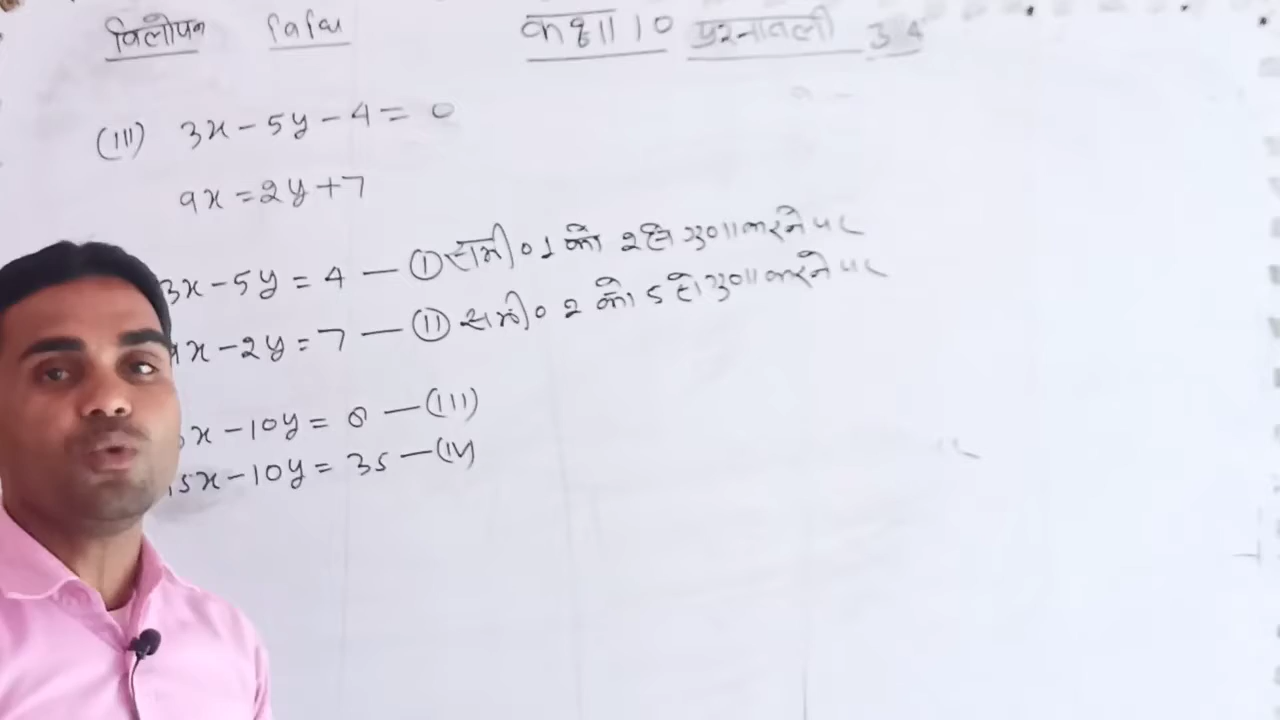 विलोपन विधि कक्षा 10 प्रश्नावली 3.4
(III) 3x - 5y - 4 = 0
9x = 2y + 7
3x - 5y = 4 — (I) समी० 1 को 2 से गुणा करने पर
9x - 2y = 7 — (II) समी० 2 को 5 से गुणा करने पर
x - 10y = 8 — (III)
45x - 10y = 35 — (IV)